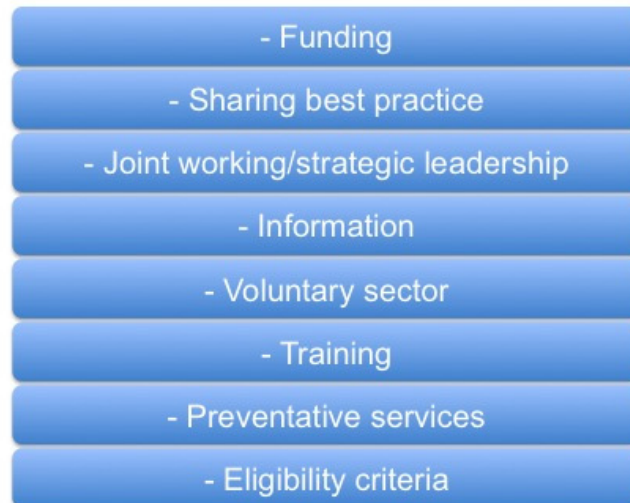 - Funding
- Sharing best practice
- Joint working/strategic leadership
- Information
- Voluntary sector
- Training
- Preventative services
- Eligibility criteria